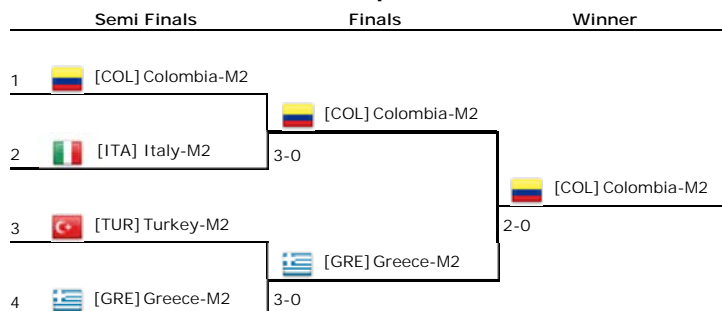 Semi Finals Finals Winner
1 [COL] Colombia-M2
[COL] Colombia-M2
2 [ITA] Italy-M2 3-0
[COL] Colombia-M2
3 [TUR] Turkey-M2 2-0
[GRE] Greece-M2
4 [GRE] Greece-M2 3-0